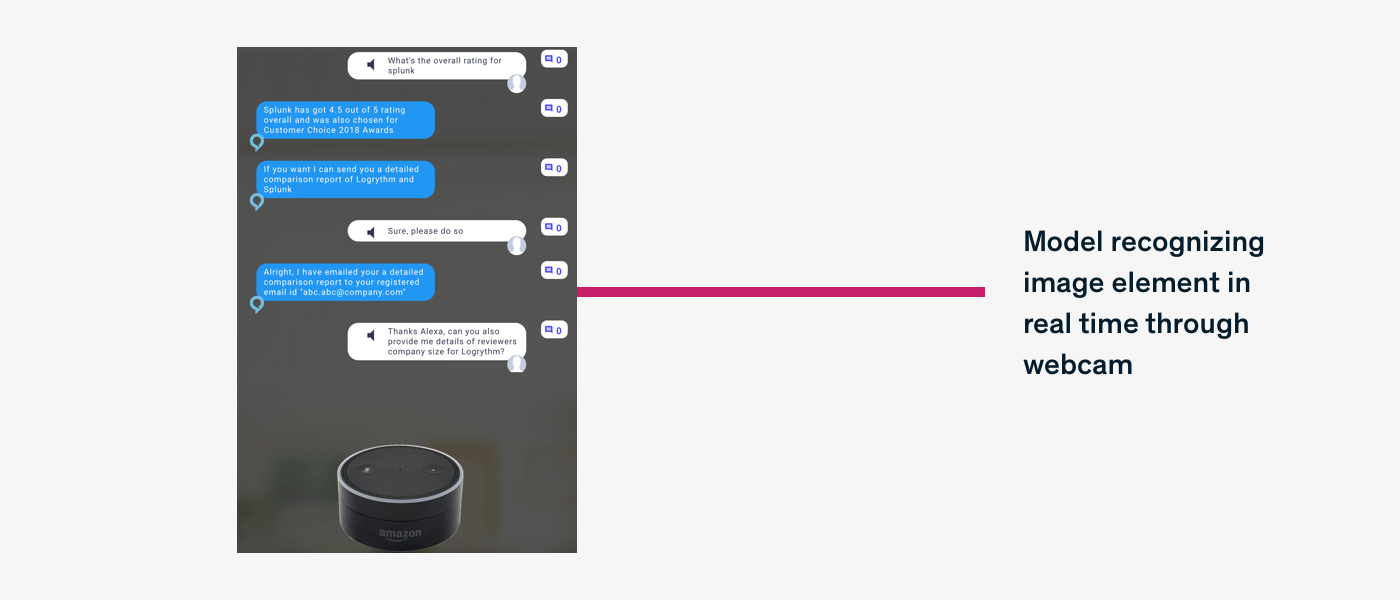 What's the overall rating for
splunk
0
Splunk has got 4.5 out of 5 rating
overall and was also chosen for
Customer Choice 2018 Awards
0
If you want I can send you a detailed
comparison report of Logrythm and
Splunk
0
Sure, please do so
0
Alright, I have emailed your a detailed
comparison report to your registered
email id "abc.abc@company.com"
0
Thanks Alexa, can you also
provide me details of reviewers
company size for Logrythm?
0
amazon
Model recognizing
image element in
real time through
webcam